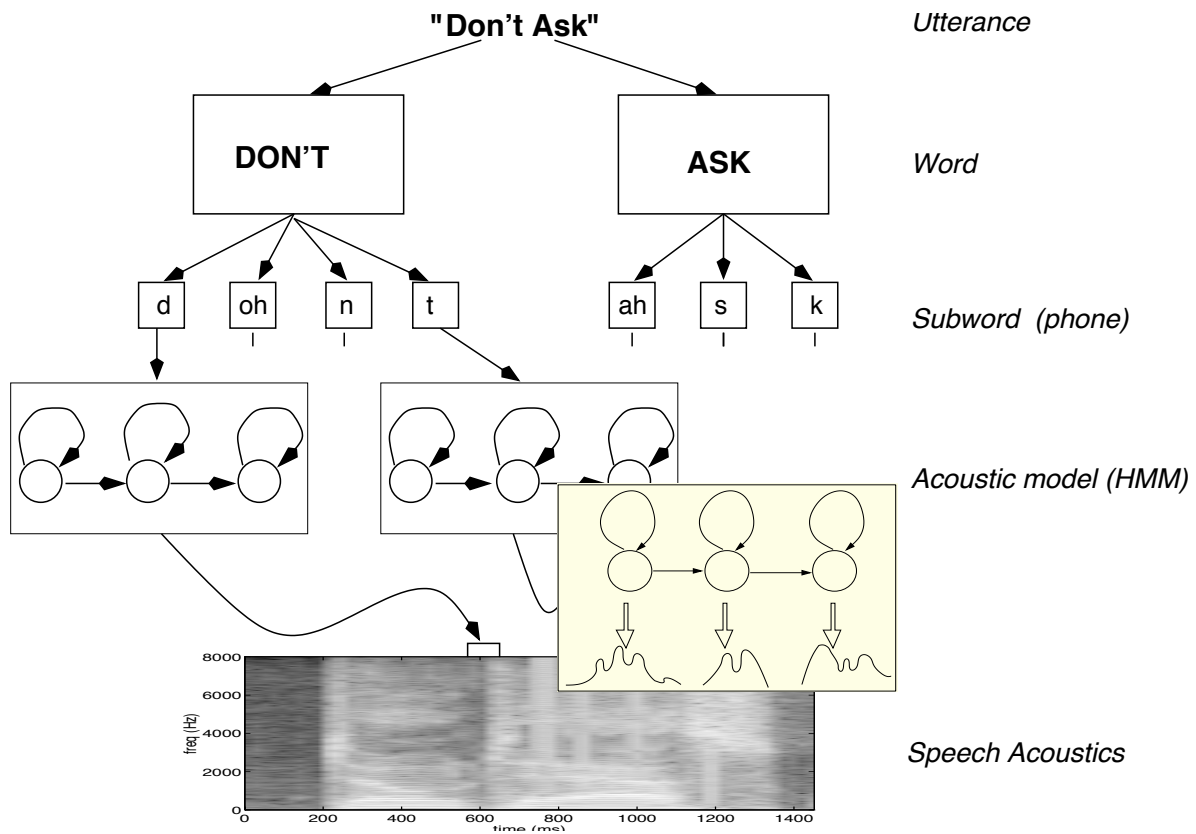 "Don't Ask"
Utterance
DON'T
ASK
Word
d
oh
n
t
ah
s
k
Subword (phone)
Acoustic model (HMM)
8000
6000
4000
2000
0
freq (Hz)
0
200
400
600
800
1000
1200
1400
time (ms)
Speech Acoustics